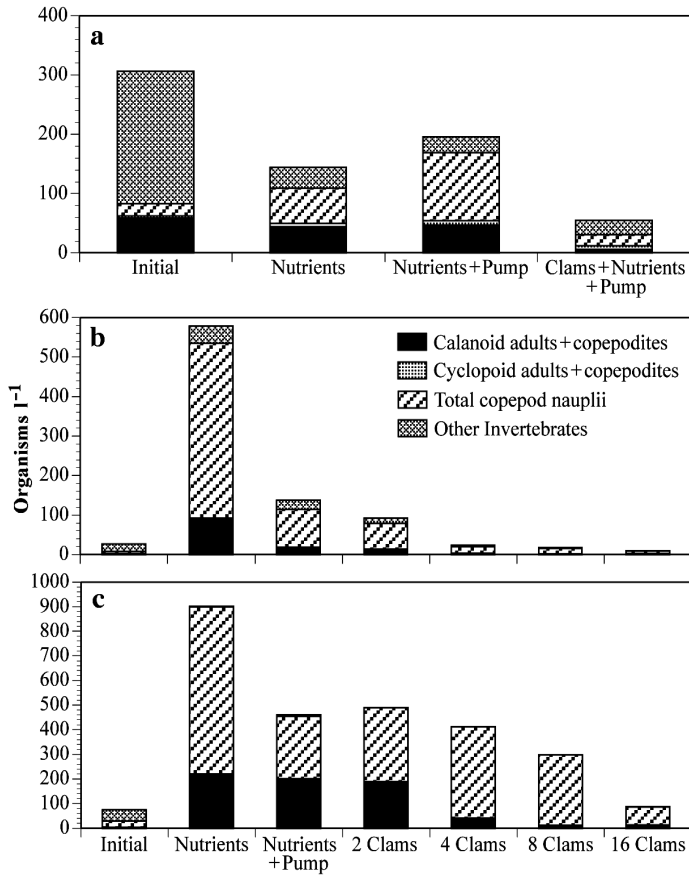 a
400
300
200
100
0
Initial
Nutrients
Nutrients+Pump
Clams+Nutrients
+Pump
Organisms l⁻¹
b
600
500
400
300
200
100
0
Calanoid adults+copepodites
Cyclopoid adults+copepodites
Total copepod nauplii
Other Invertebrates
c
1000
900
800
700
600
500
400
300
200
100
0
Initial
Nutrients
Nutrients
+Pump
2 Clams
4 Clams
8 Clams
16 Clams